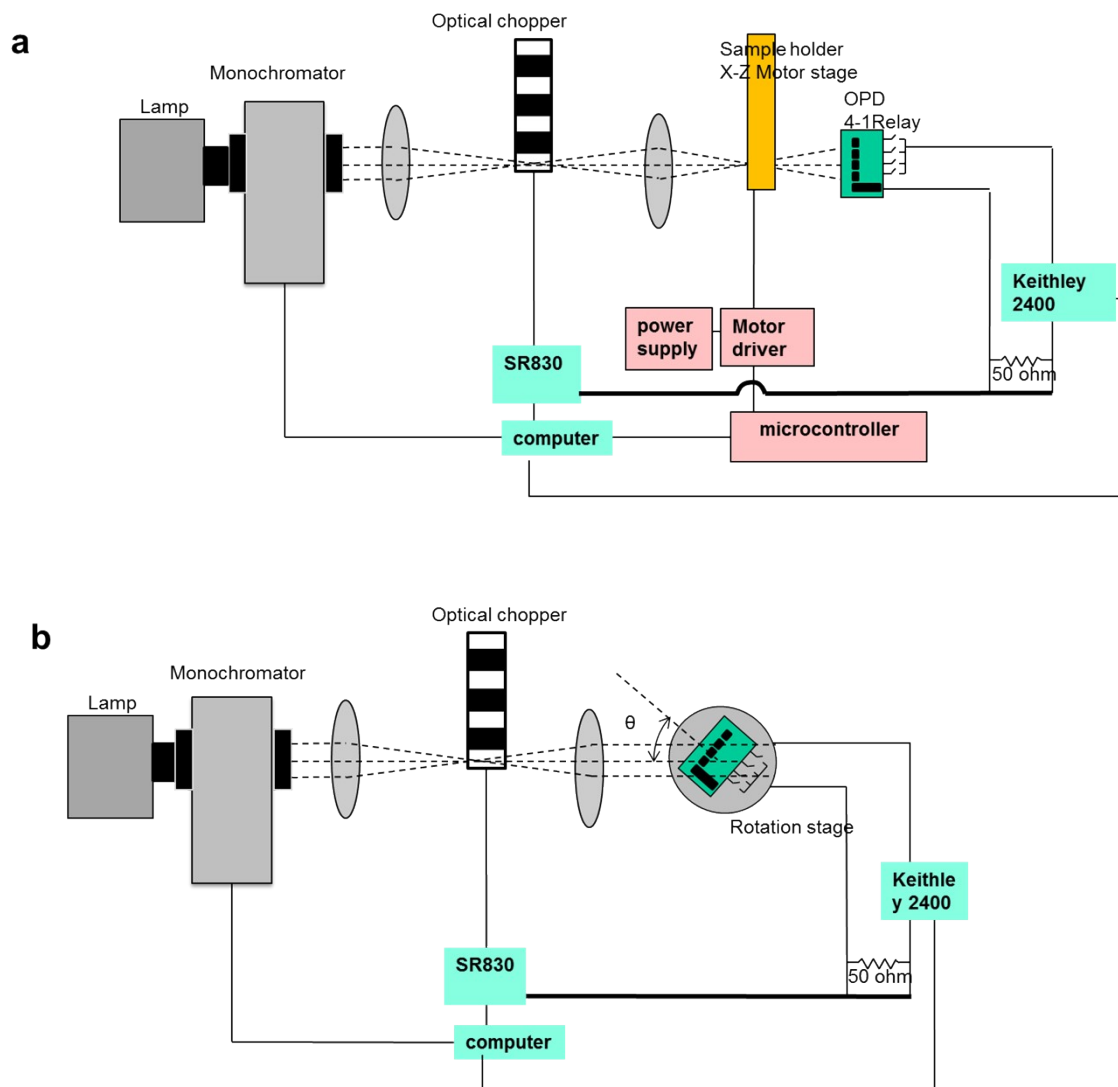 a
Optical chopper
Monochromator
Lamp
Sample holder
X-Z Motor stage
OPD
4-1Relay
Keithley
2400
power
supply
Motor
driver
SR830
50 ohm
computer
microcontroller
b
Optical chopper
Monochromator
Lamp
θ
Rotation stage
Keithle
y 2400
SR830
50 ohm
computer